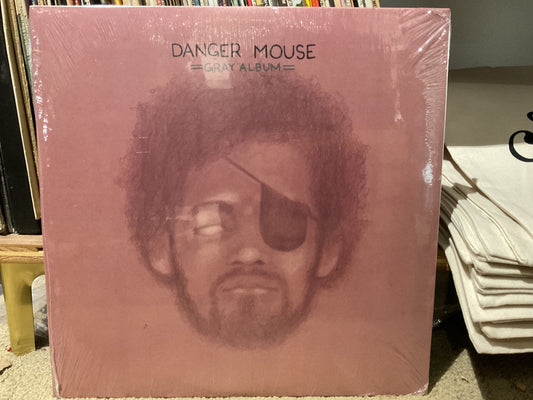 DANGER MOUSE
=GRAY ALBUM=